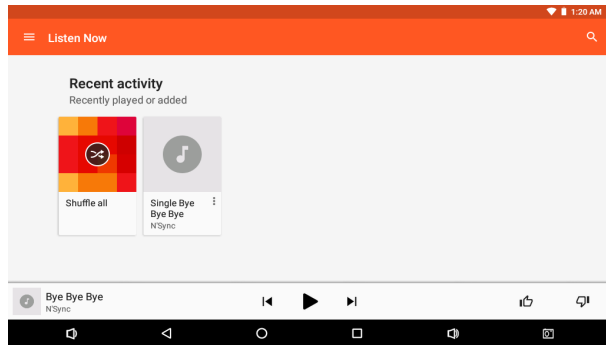 1:20 AM
Listen Now
Recent activity
Recently played or added
Shuffle all
Single Bye
Bye Bye
N'Sync
Bye Bye Bye
N'Sync